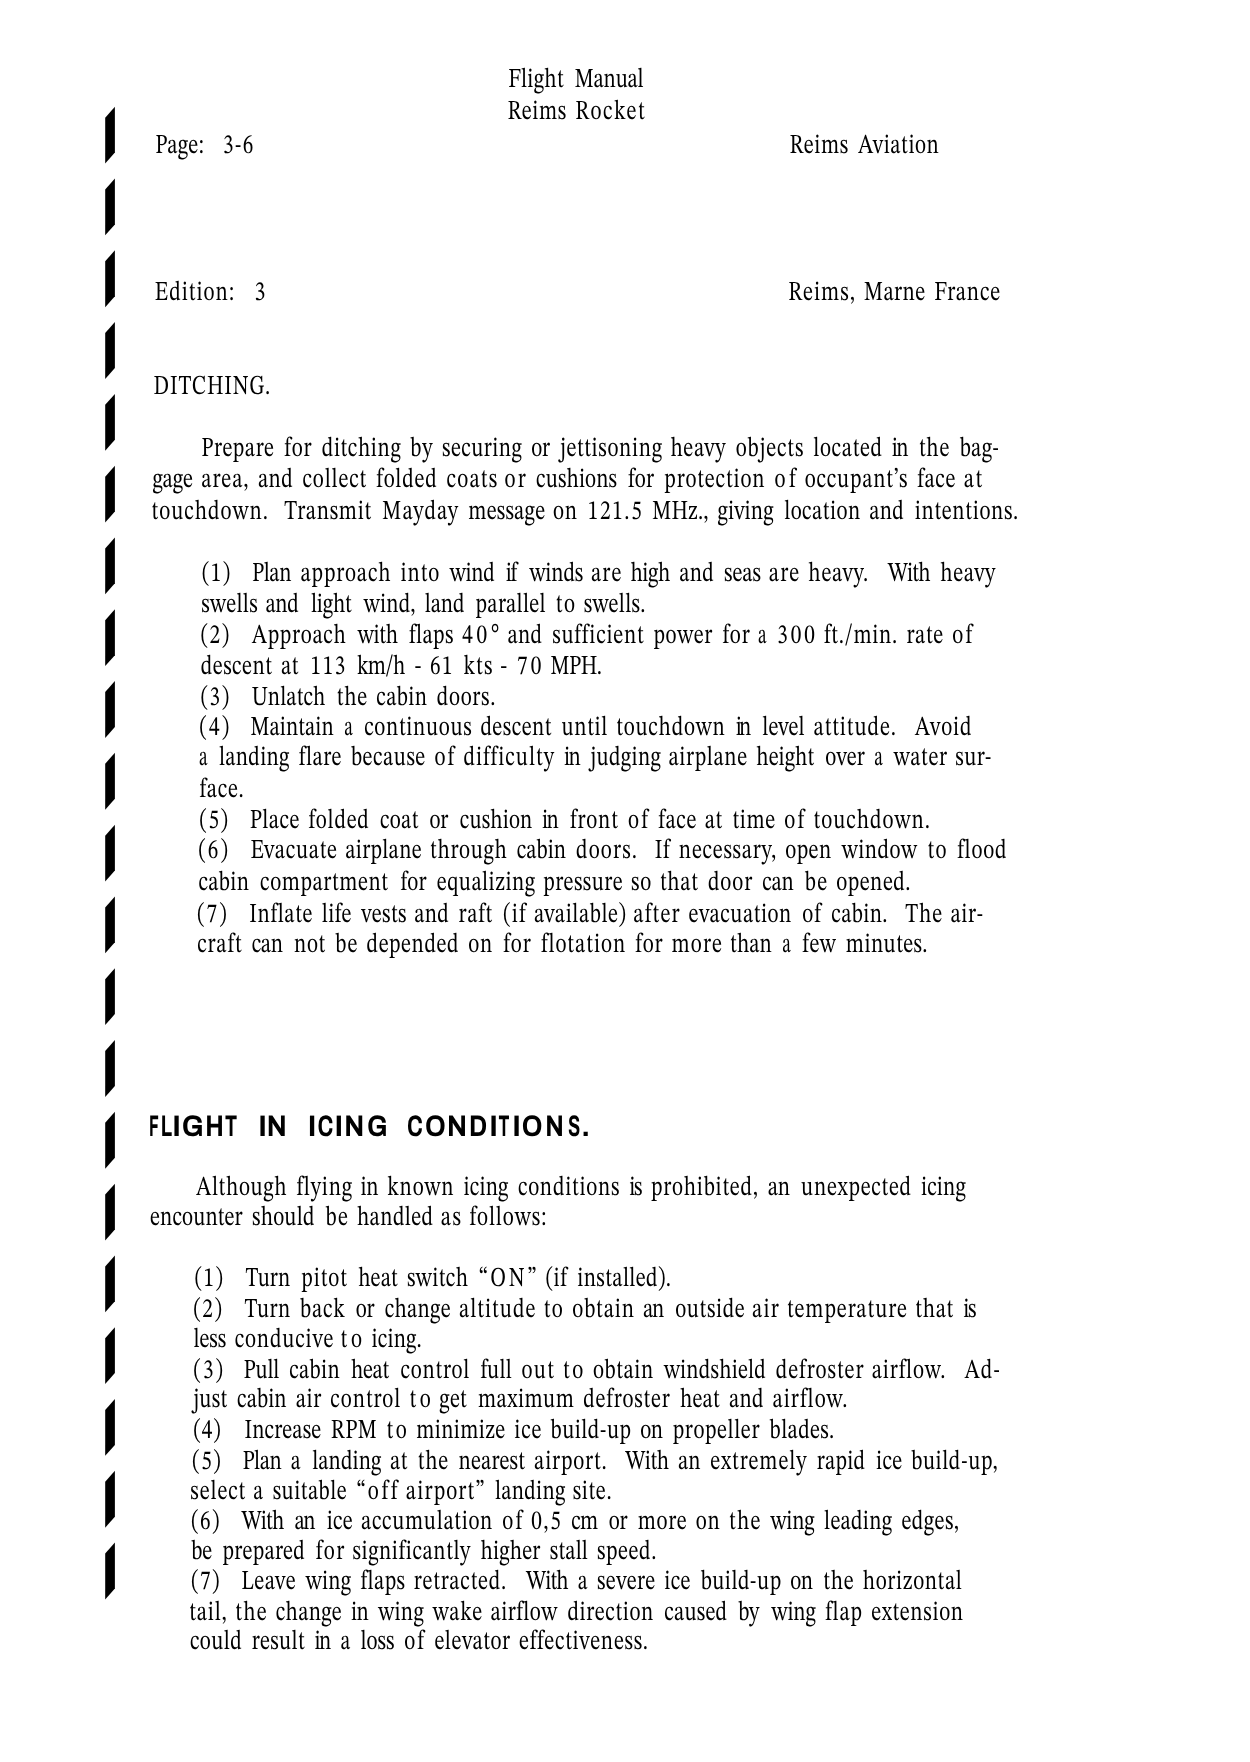 Flight Manual
Reims Rocket
Page: 3-6 Reims Aviation
Edition: 3 Reims, Marne France
DITCHING.
Prepare for ditching by securing or jettisoning heavy objects located in the bag-
gage area, and collect folded coats or cushions for protection of occupant’s face at
touchdown. Transmit Mayday message on 121.5 MHz., giving location and intentions.
(1) Plan approach into wind if winds are high and seas are heavy. With heavy
swells and light wind, land parallel to swells.
(2) Approach with flaps 40° and sufficient power for a 300 ft./min. rate of
descent at 113 km/h - 61 kts - 70 MPH.
(3) Unlatch the cabin doors.
(4) Maintain a continuous descent until touchdown in level attitude. Avoid
a landing flare because of difficulty in judging airplane height over a water sur-
face.
(5) Place folded coat or cushion in front of face at time of touchdown.
(6) Evacuate airplane through cabin doors. If necessary, open window to flood
cabin compartment for equalizing pressure so that door can be opened.
(7) Inflate life vests and raft (if available) after evacuation of cabin. The air-
craft can not be depended on for flotation for more than a few minutes.
FLIGHT IN ICING CONDITIONS.
Although flying in known icing conditions is prohibited, an unexpected icing
encounter should be handled as follows:
(1) Turn pitot heat switch “ON” (if installed).
(2) Turn back or change altitude to obtain an outside air temperature that is
less conducive to icing.
(3) Pull cabin heat control full out to obtain windshield defroster airflow. Ad-
just cabin air control to get maximum defroster heat and airflow.
(4) Increase RPM to minimize ice build-up on propeller blades.
(5) Plan a landing at the nearest airport. With an extremely rapid ice build-up,
select a suitable “off airport” landing site.
(6) With an ice accumulation of 0,5 cm or more on the wing leading edges,
be prepared for significantly higher stall speed.
(7) Leave wing flaps retracted. With a severe ice build-up on the horizontal
tail, the change in wing wake airflow direction caused by wing flap extension
could result in a loss of elevator effectiveness.